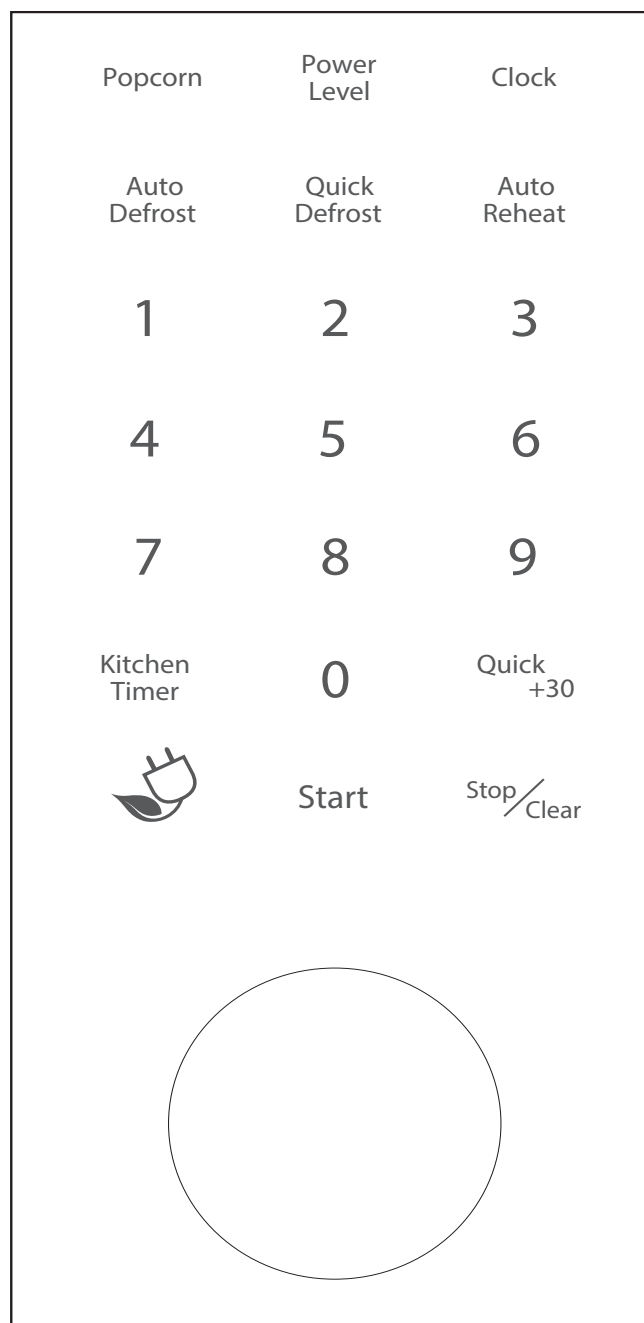 Popcorn
Power
Level
Clock
Auto
Defrost
Quick
Defrost
Auto
Reheat
1
2
3
4
5
6
7
8
9
Kitchen
Timer
0
Quick
+30
Start
Stop/
Clear